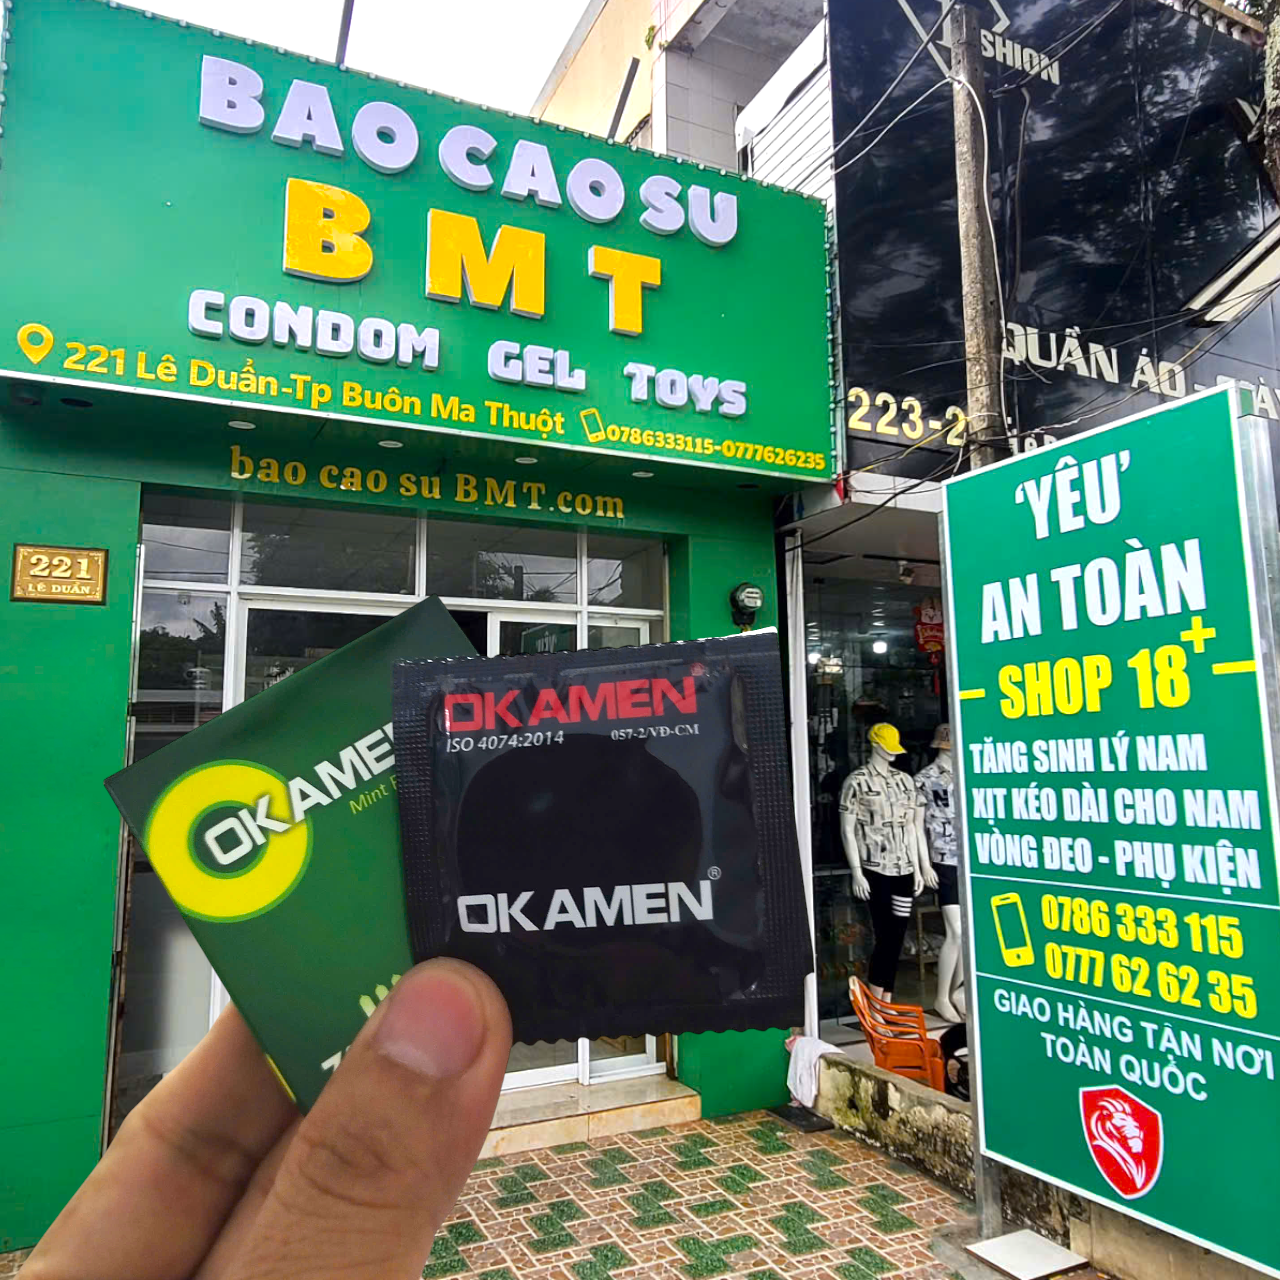 BAO CAO SU
BMT
CONDOM GEL TOYS
221 Lê Duẩn-Tp Buôn Ma Thuột 0786333115-0777626235
bao cao su BMT.com
221
LÊ DUẨN
SHION
QUẦN ÁO -
223-2
'YÊU'
AN TOÀN
- SHOP 18+ -
TĂNG SINH LÝ NAM
XỊT KÉO DÀI CHO NAM
VÒNG ĐEO - PHỤ KIỆN
0786 333 115
0777 62 62 35
GIAO HÀNG TẬN NƠI
TOÀN QUỐC
OKAMEN
Mint
OKAMEN®
ISO 4074:2014 057-2/VĐ-CM
OKAMEN®